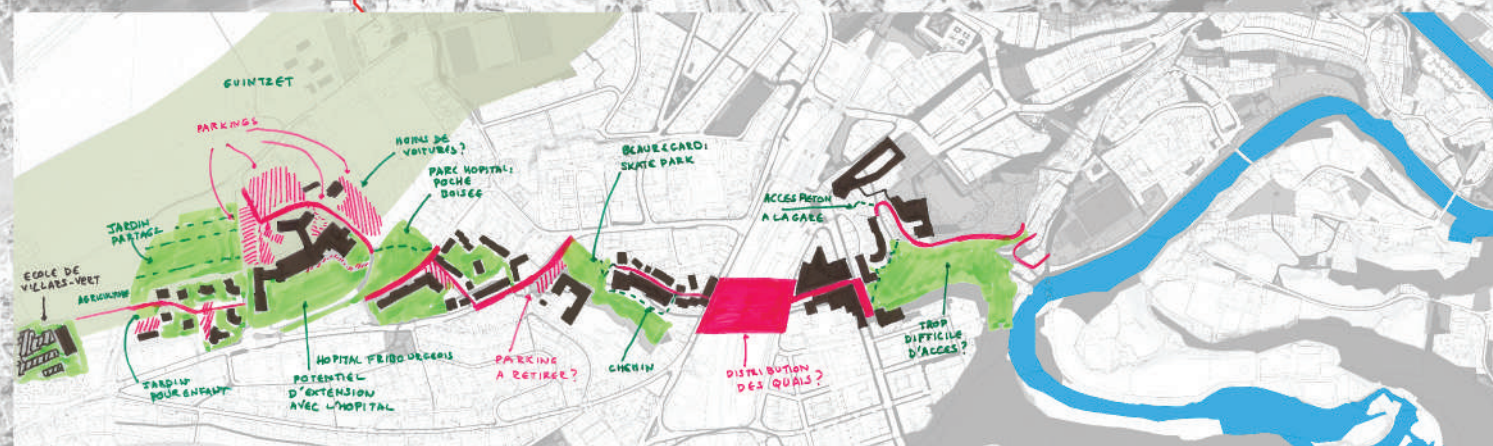 GUINTZET
PARKINGS
MOINS DE
VOITURES?
PARC HOPITAL:
POCHE
BOISEE
BEAUREGARD:
SKATE PARK
ACCES PIETON
A LA GARE
JARDIN
PARTAGE
ECOLE DE
VILLARS-VERT
AGRICULTURE
JARDIN
POUR ENFANT
HOPITAL FRIBOURGEOIS
POTENTIEL
D'EXTENSION
AVEC L'HOPITAL
PARKING
A RETIRER?
CHEMIN
DISTRIBUTION
DES QUAIS?
TROP
DIFFICILE
D'ACCES?